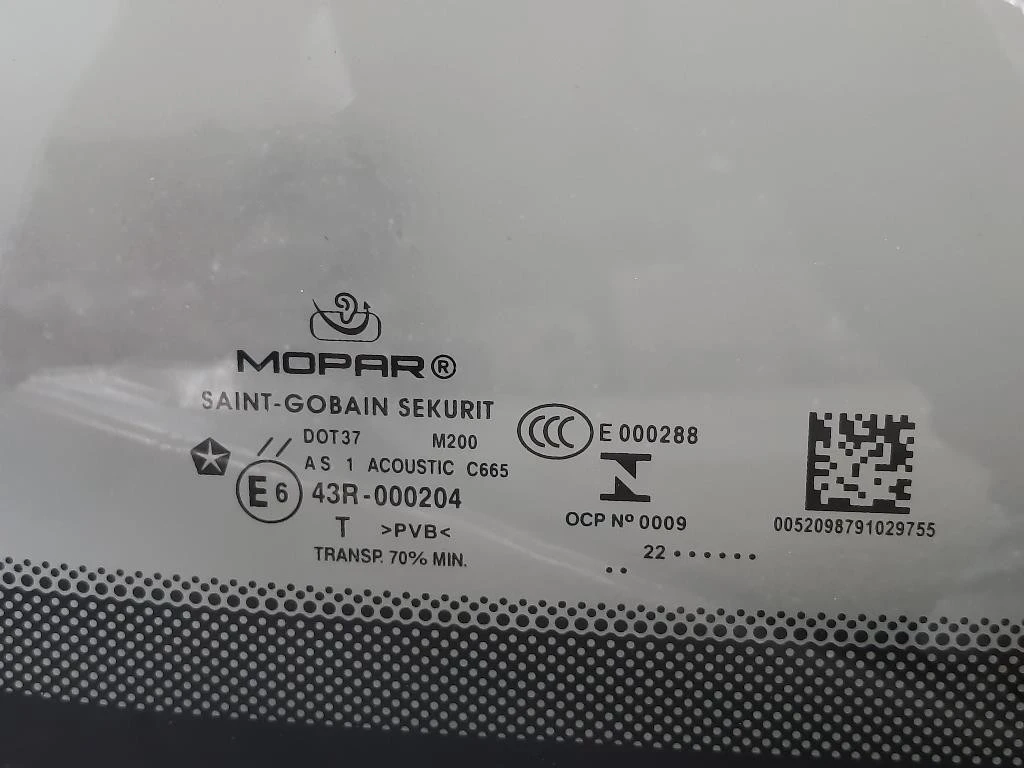 MOPAR®
SAINT-GOBAIN SEKURIT
// DOT37 M200
AS 1 ACOUSTIC C665
E6 43R-000204
T >PVB<
TRANSP. 70% MIN.
CCC E 000288
N
OCP Nº 0009
22 • • • • • •
• •
0052098791029755